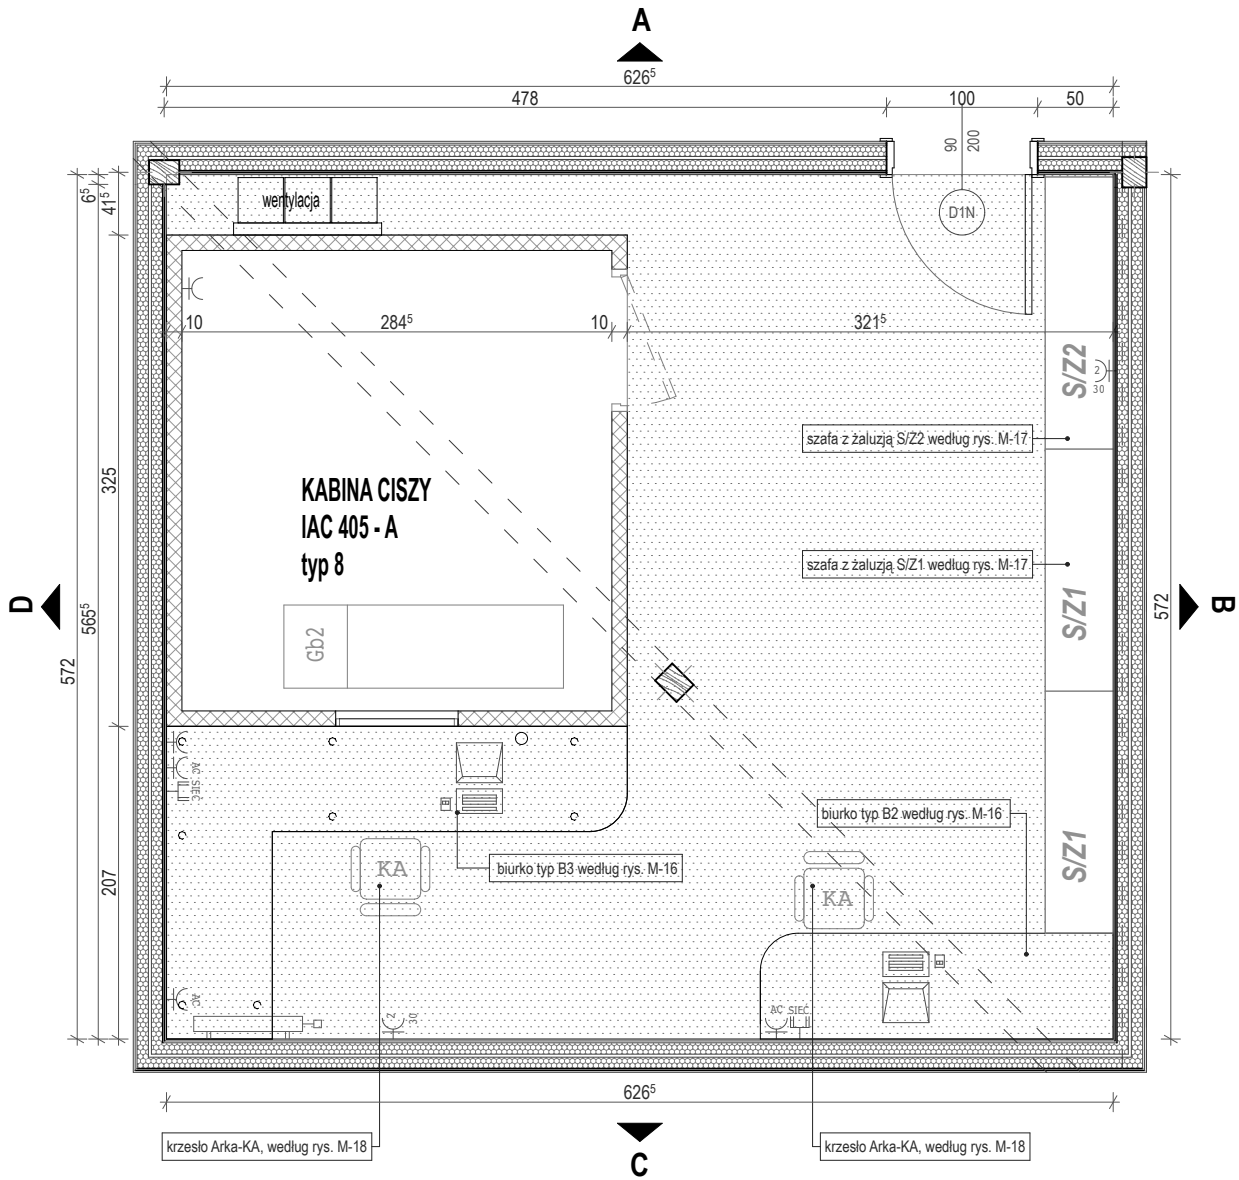 A
626⁵
478
100
50
90
200
6⁵
41⁵
wentylacja
D1N
10
284⁵
10
321⁵
S/Z2
2
30
szafa z żaluzją S/Z2 według rys. M-17
325
KABINA CISZY
IAC 405 - A
typ 8
szafa z żaluzją S/Z1 według rys. M-17
S/Z1
D
572
565⁵
572
B
Gb2
AC SIEĆ
biurko typ B2 według rys. M-16
biurko typ B3 według rys. M-16
S/Z1
207
KA
KA
AC
2
30
AC SIEĆ
626⁵
krzesło Arka-KA, według rys. M-18
C
krzesło Arka-KA, według rys. M-18